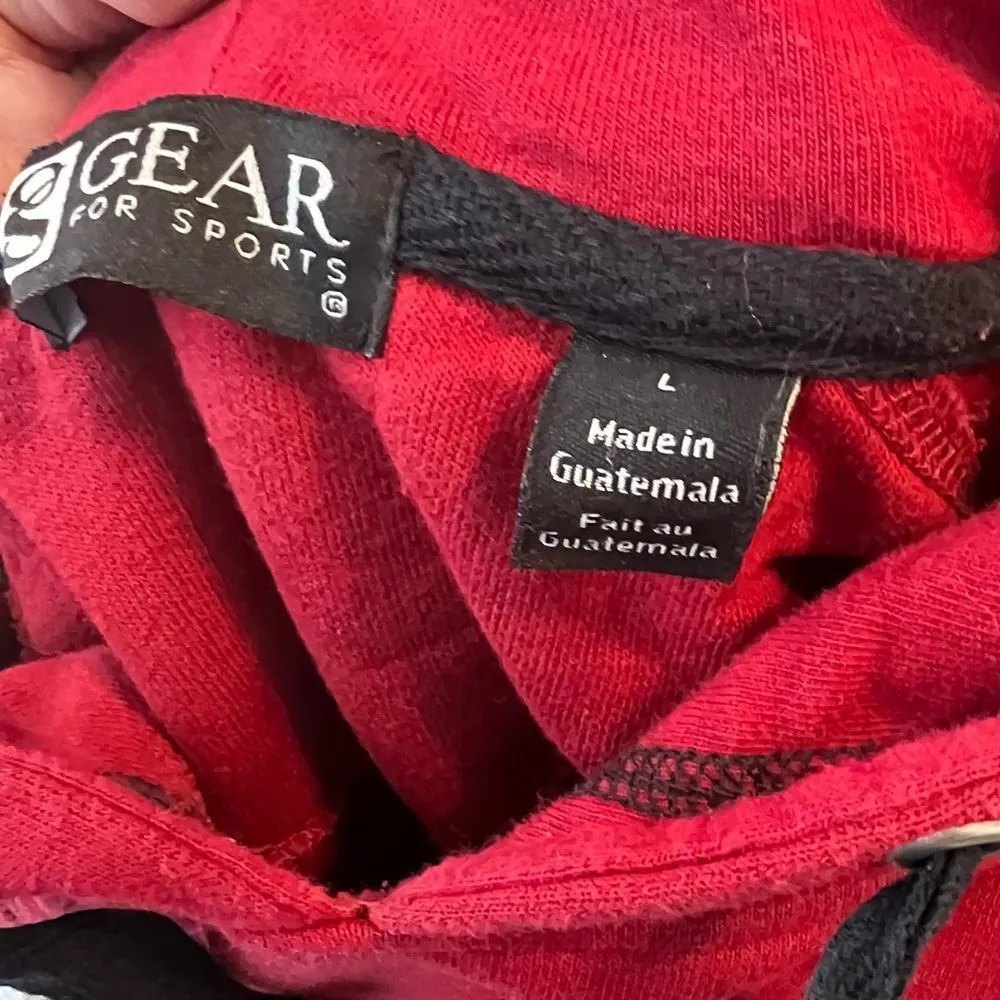 GEAR
FOR SPORTS
®
L
Made in
Guatemala
Fait au
Guatemala